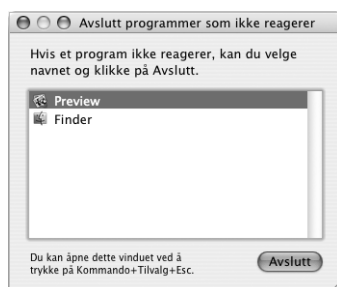 Avslutt programmer som ikke reagerer
Hvis et program ikke reagerer, kan du velge
navnet og klikke på Avslutt.
Preview
Finder
Du kan åpne dette vinduet ved å
trykke på Kommando+Tilvalg+Esc.
Avslutt